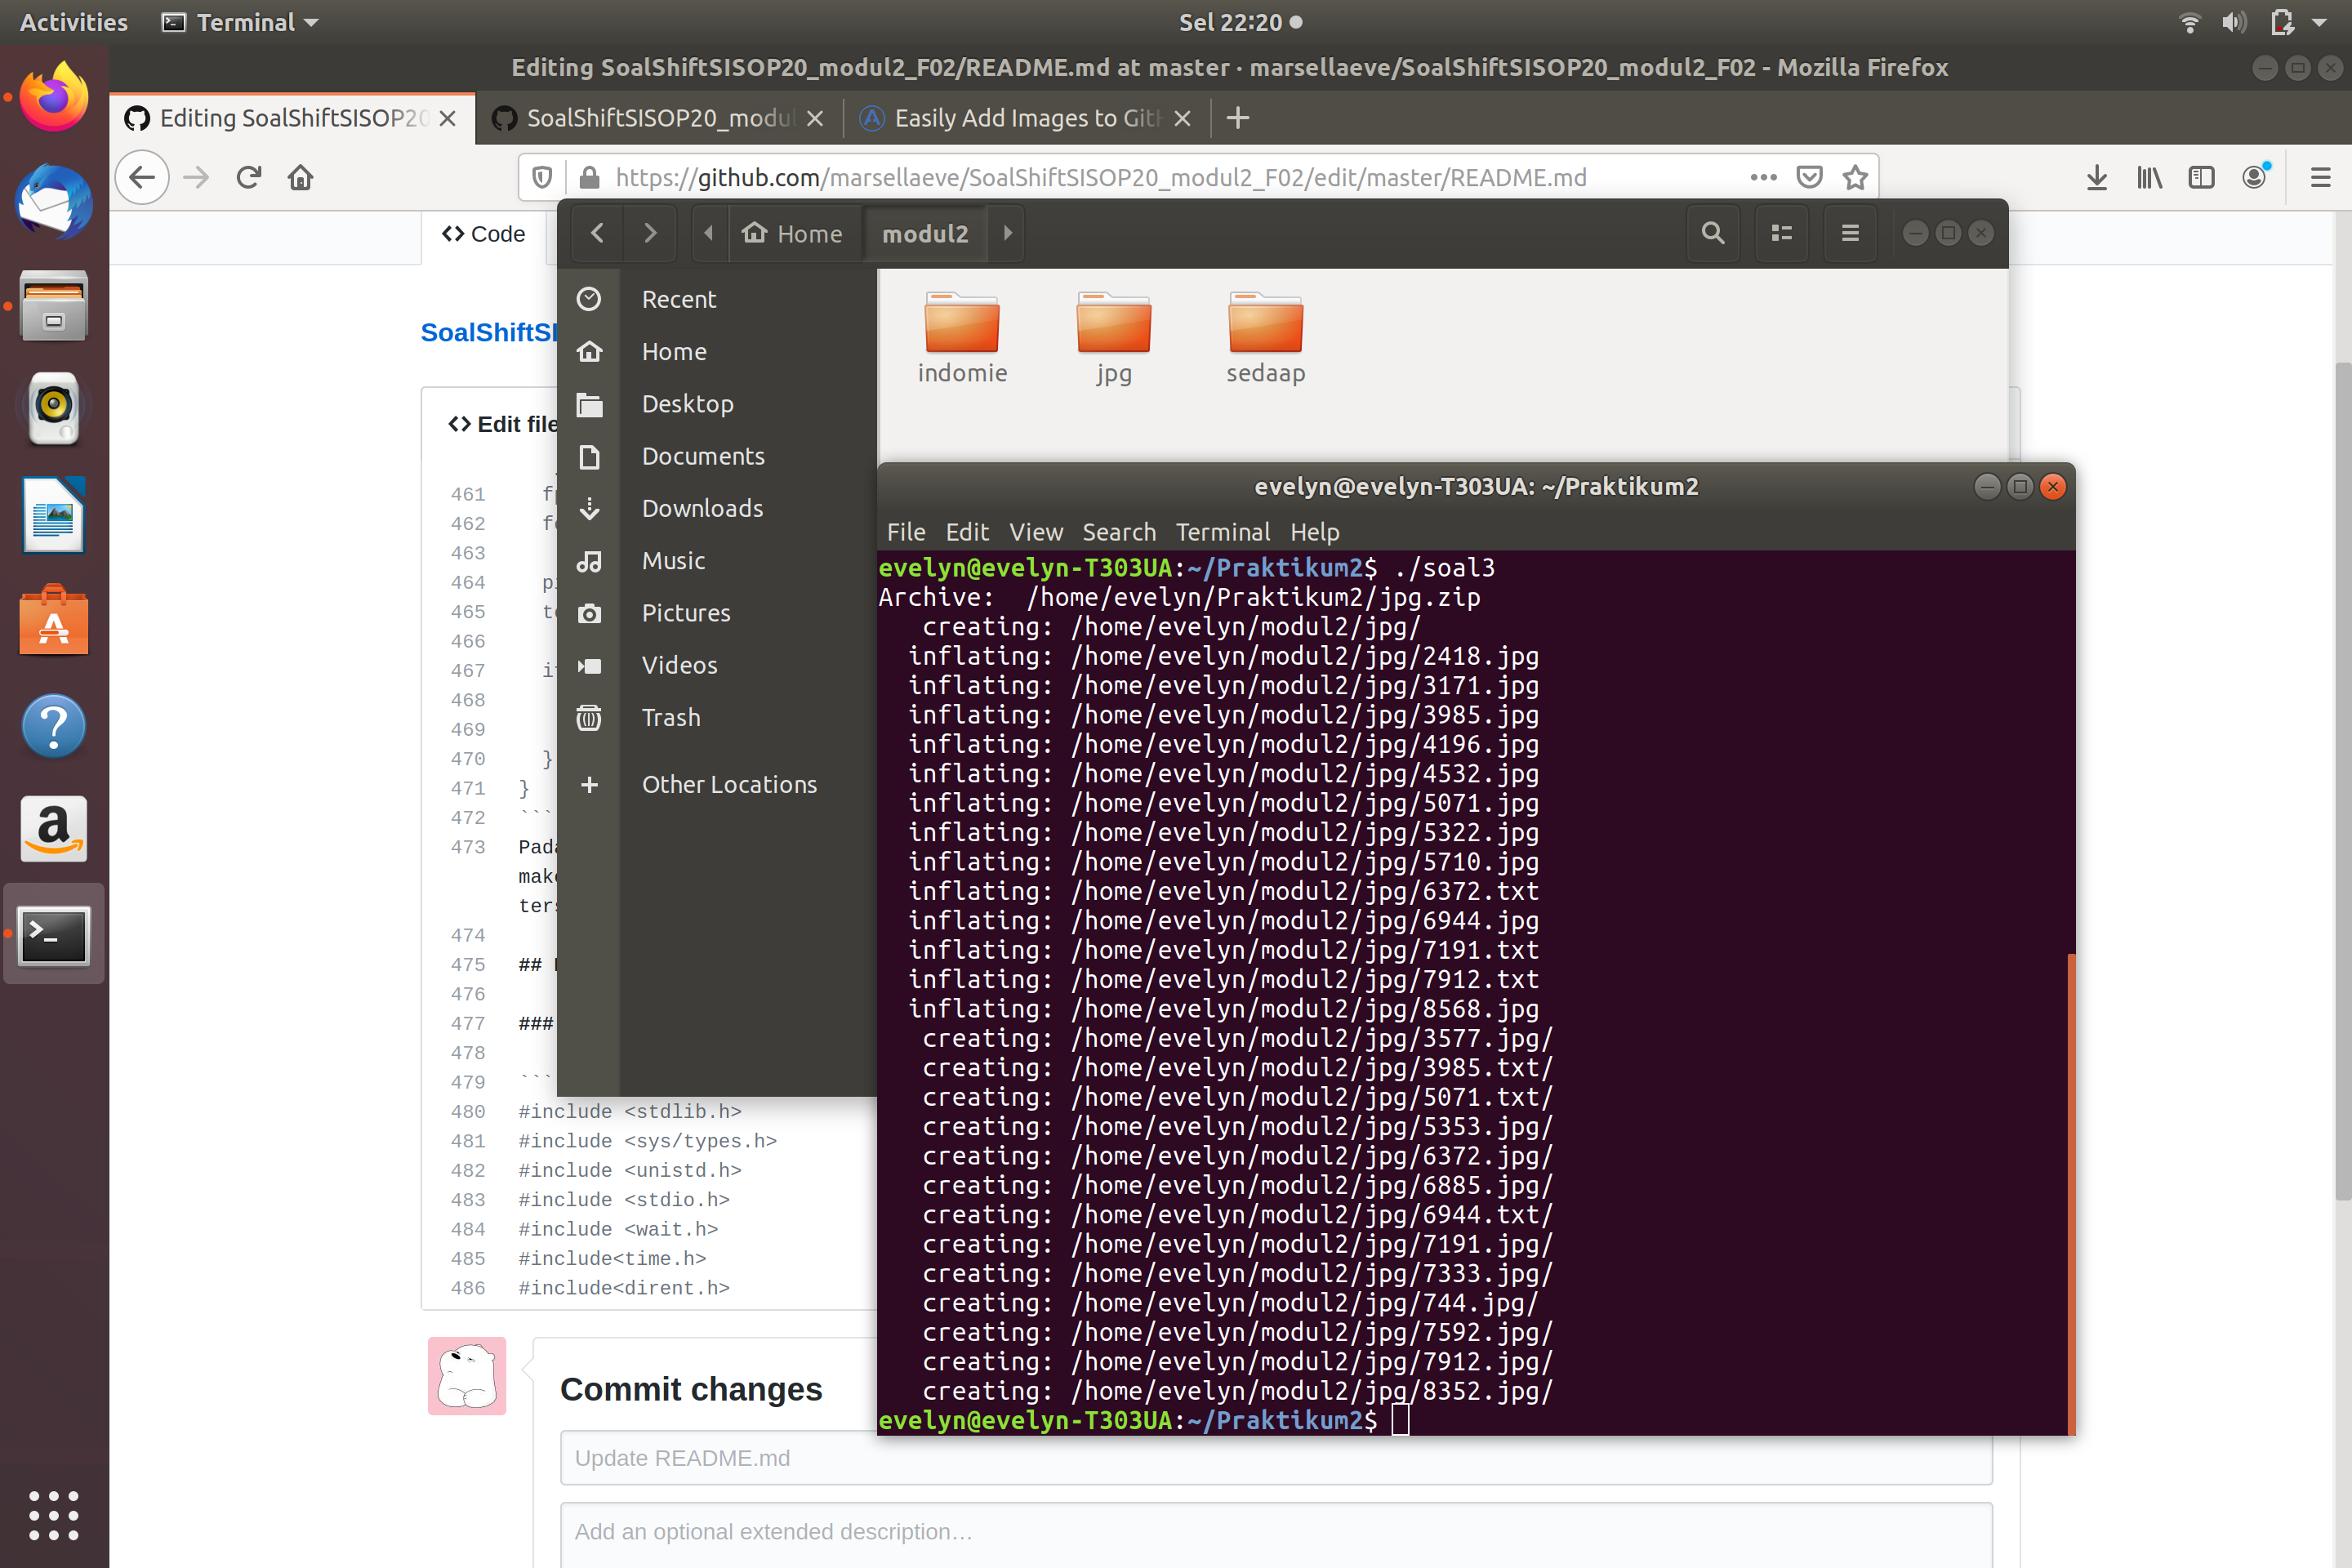 Activities
Terminal
Sel 22:20
Editing SoalShiftSISOP20_modul2_F02/README.md at master · marsellaeve/SoalShiftSISOP20_modul2_F02 - Mozilla Firefox
Editing SoalShiftSISOP20
SoalShiftSISOP20_modul
Easily Add Images to Git
https://github.com/marsellaeve/SoalShiftSISOP20_modul2_F02/edit/master/README.md
Code
SoalShiftSI
Edit file
Home
modul2
Recent
Home
Desktop
Documents
Downloads
Music
Pictures
Videos
Trash
Other Locations
indomie
jpg
sedaap
461
462
463
464
465
466
467
468
469
470 }
471 }
472 ```
473
474
475 ##
476
477 ###
478
479 ```
480 #include <stdlib.h>
481 #include <sys/types.h>
482 #include <unistd.h>
483 #include <stdio.h>
484 #include <wait.h>
485 #include<time.h>
486 #include<dirent.h>
evelyn@evelyn-T303UA: ~/Praktikum2
File Edit View Search Terminal Help
evelyn@evelyn-T303UA:~/Praktikum2$ ./soal3
Archive:  /home/evelyn/Praktikum2/jpg.zip
creating: /home/evelyn/modul2/jpg/
inflating: /home/evelyn/modul2/jpg/2418.jpg
inflating: /home/evelyn/modul2/jpg/3171.jpg
inflating: /home/evelyn/modul2/jpg/3985.jpg
inflating: /home/evelyn/modul2/jpg/4196.jpg
inflating: /home/evelyn/modul2/jpg/4532.jpg
inflating: /home/evelyn/modul2/jpg/5071.jpg
inflating: /home/evelyn/modul2/jpg/5322.jpg
inflating: /home/evelyn/modul2/jpg/5710.jpg
inflating: /home/evelyn/modul2/jpg/6372.txt
inflating: /home/evelyn/modul2/jpg/6944.jpg
inflating: /home/evelyn/modul2/jpg/7191.txt
inflating: /home/evelyn/modul2/jpg/7912.txt
inflating: /home/evelyn/modul2/jpg/8568.jpg
creating: /home/evelyn/modul2/jpg/3577.jpg/
creating: /home/evelyn/modul2/jpg/3985.txt/
creating: /home/evelyn/modul2/jpg/5071.txt/
creating: /home/evelyn/modul2/jpg/5353.jpg/
creating: /home/evelyn/modul2/jpg/6372.jpg/
creating: /home/evelyn/modul2/jpg/6885.jpg/
creating: /home/evelyn/modul2/jpg/6944.txt/
creating: /home/evelyn/modul2/jpg/7191.jpg/
creating: /home/evelyn/modul2/jpg/7333.jpg/
creating: /home/evelyn/modul2/jpg/744.jpg/
creating: /home/evelyn/modul2/jpg/7592.jpg/
creating: /home/evelyn/modul2/jpg/7912.jpg/
creating: /home/evelyn/modul2/jpg/8352.jpg/
evelyn@evelyn-T303UA:~/Praktikum2$
Commit changes
Update README.md
Add an optional extended description…